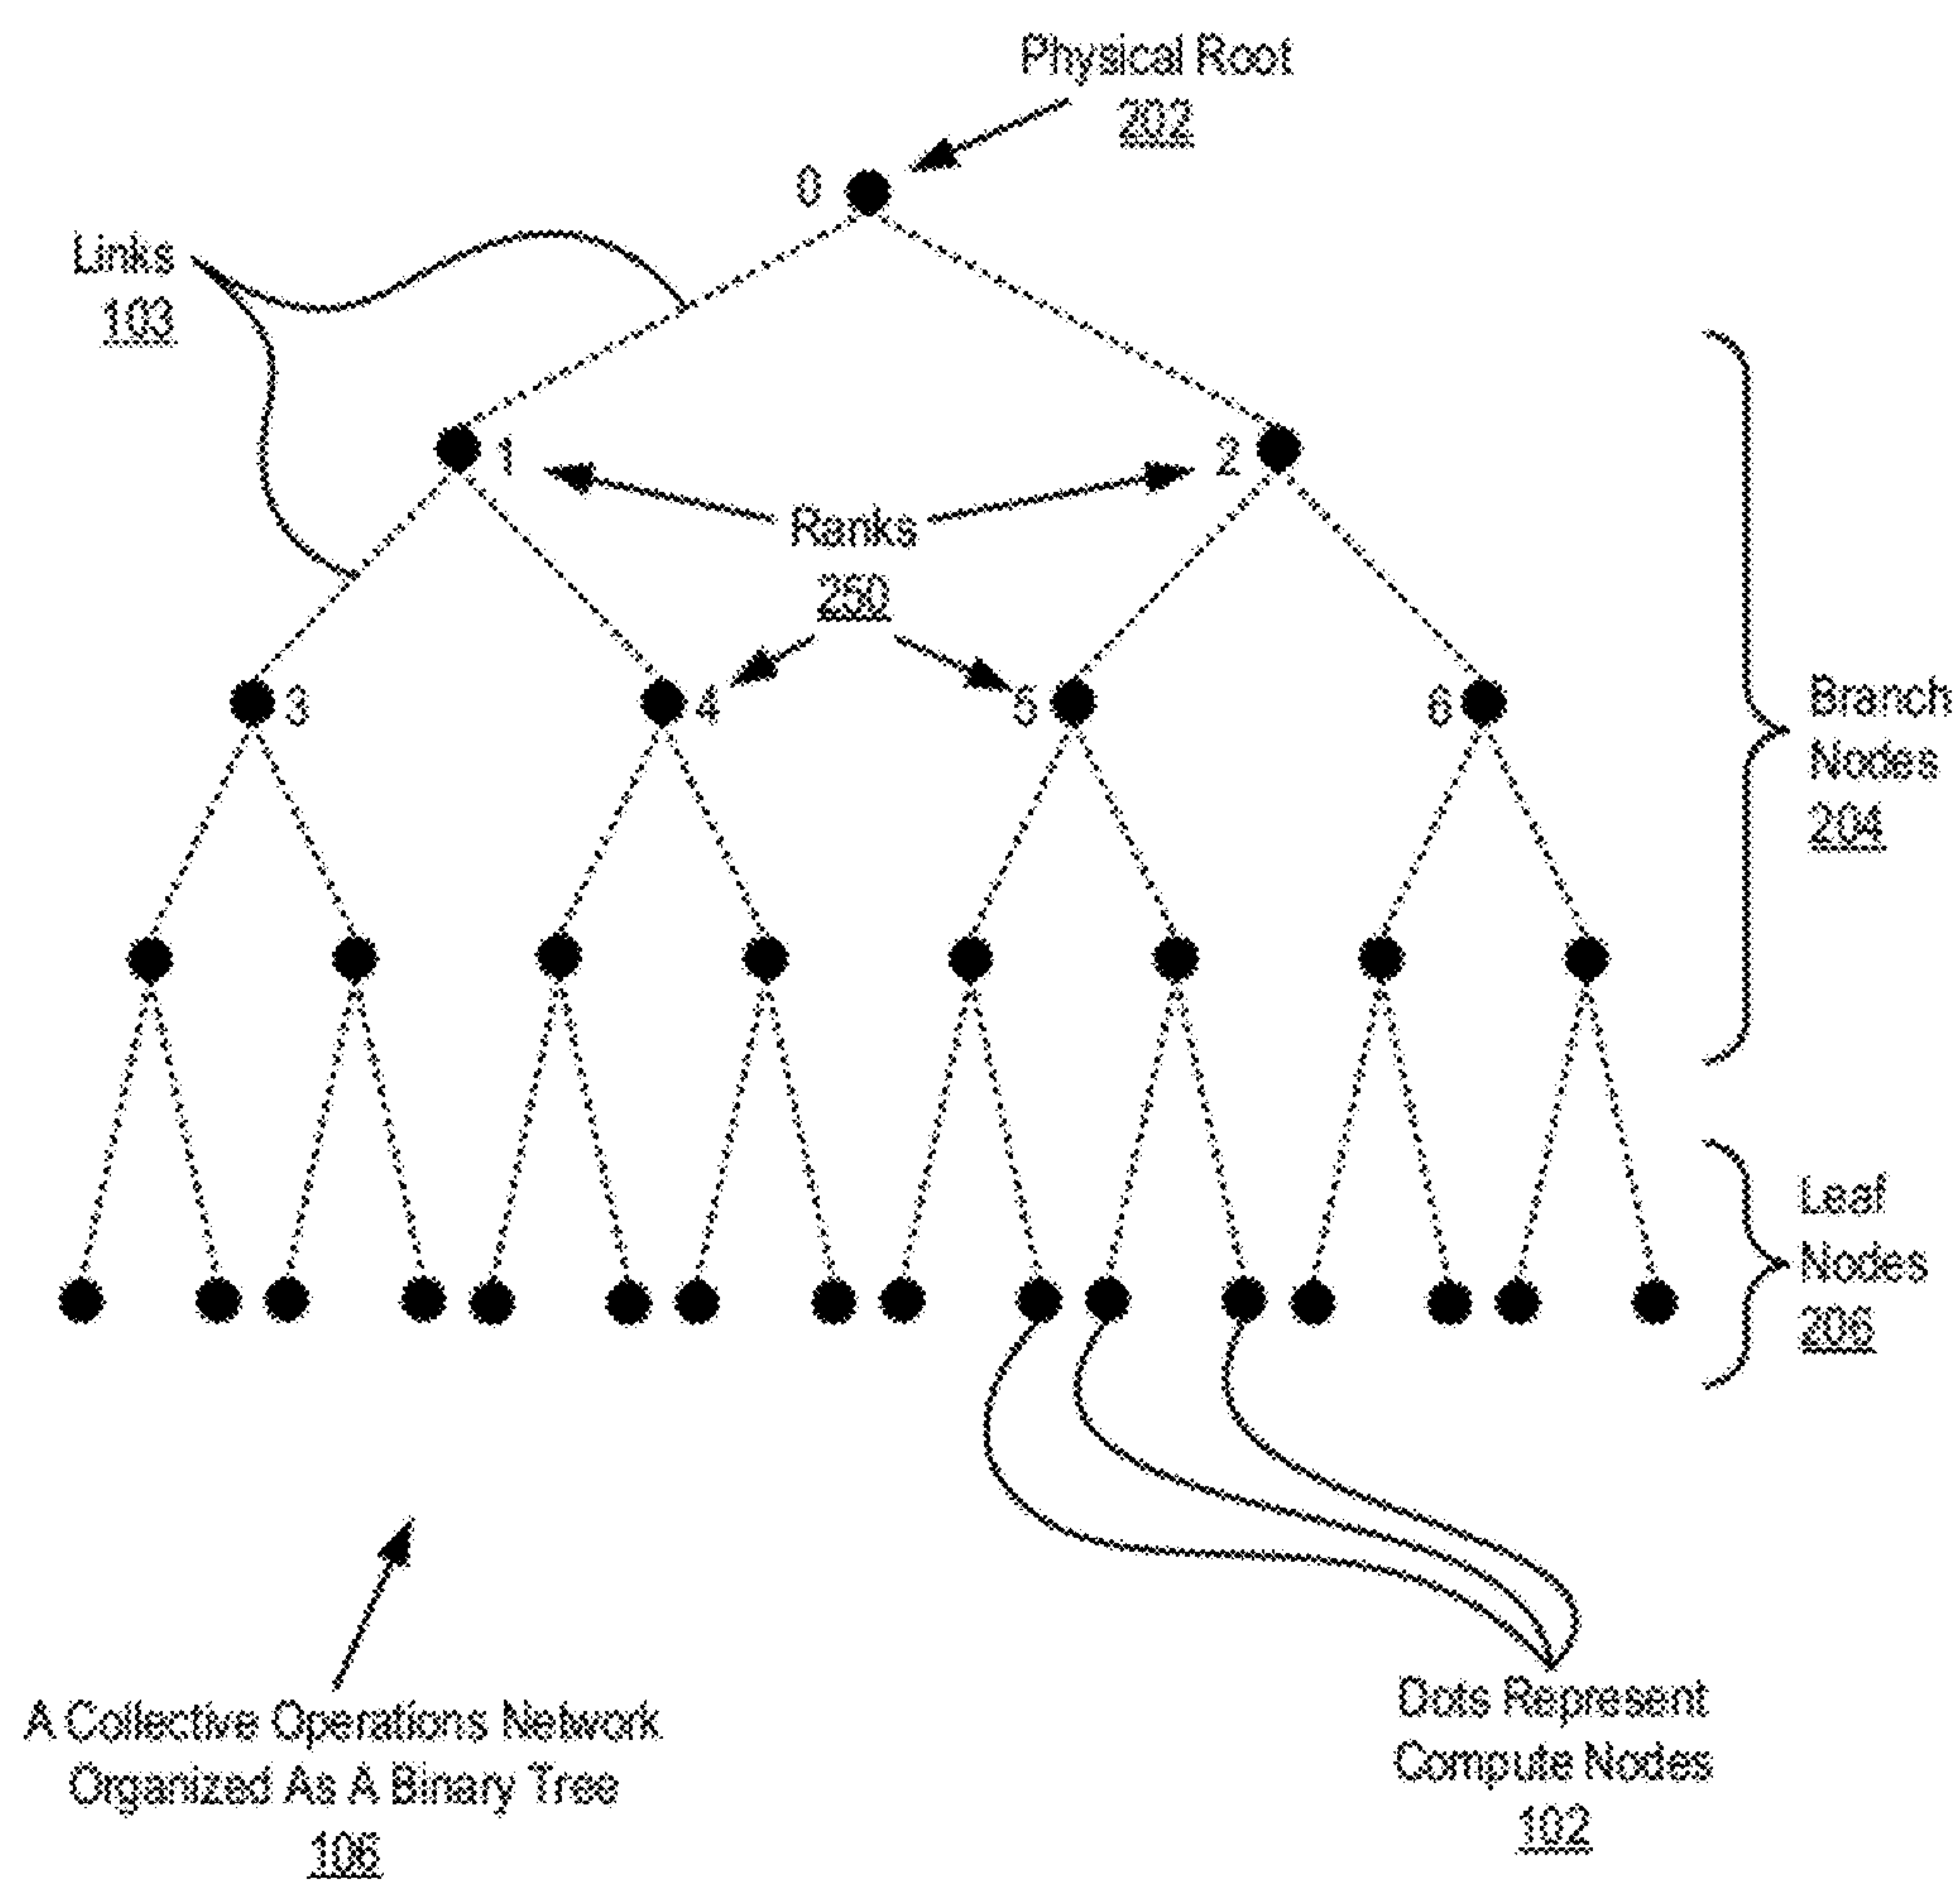 Physical Root
202
0
Links
103
1
2
Ranks
250
3
4
5
6
Branch
Nodes
204
Leaf
Nodes
206
A Collective Operations Network
Organized As A Binary Tree
106
Dots Represent
Compute Nodes
102